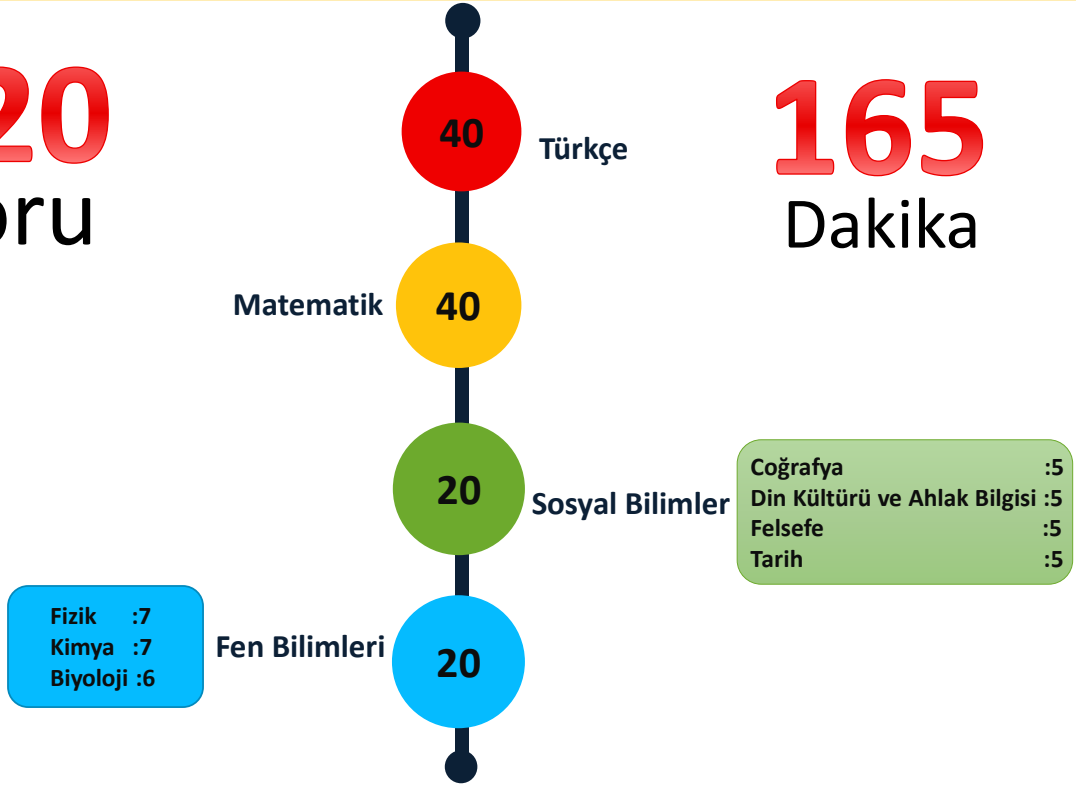 20
oru
40
Türkçe
165
Dakika
Matematik
40
20
Sosyal Bilimler
Coğrafya :5
Din Kültürü ve Ahlak Bilgisi :5
Felsefe :5
Tarih :5
Fizik :7
Kimya :7
Biyoloji :6
Fen Bilimleri
20